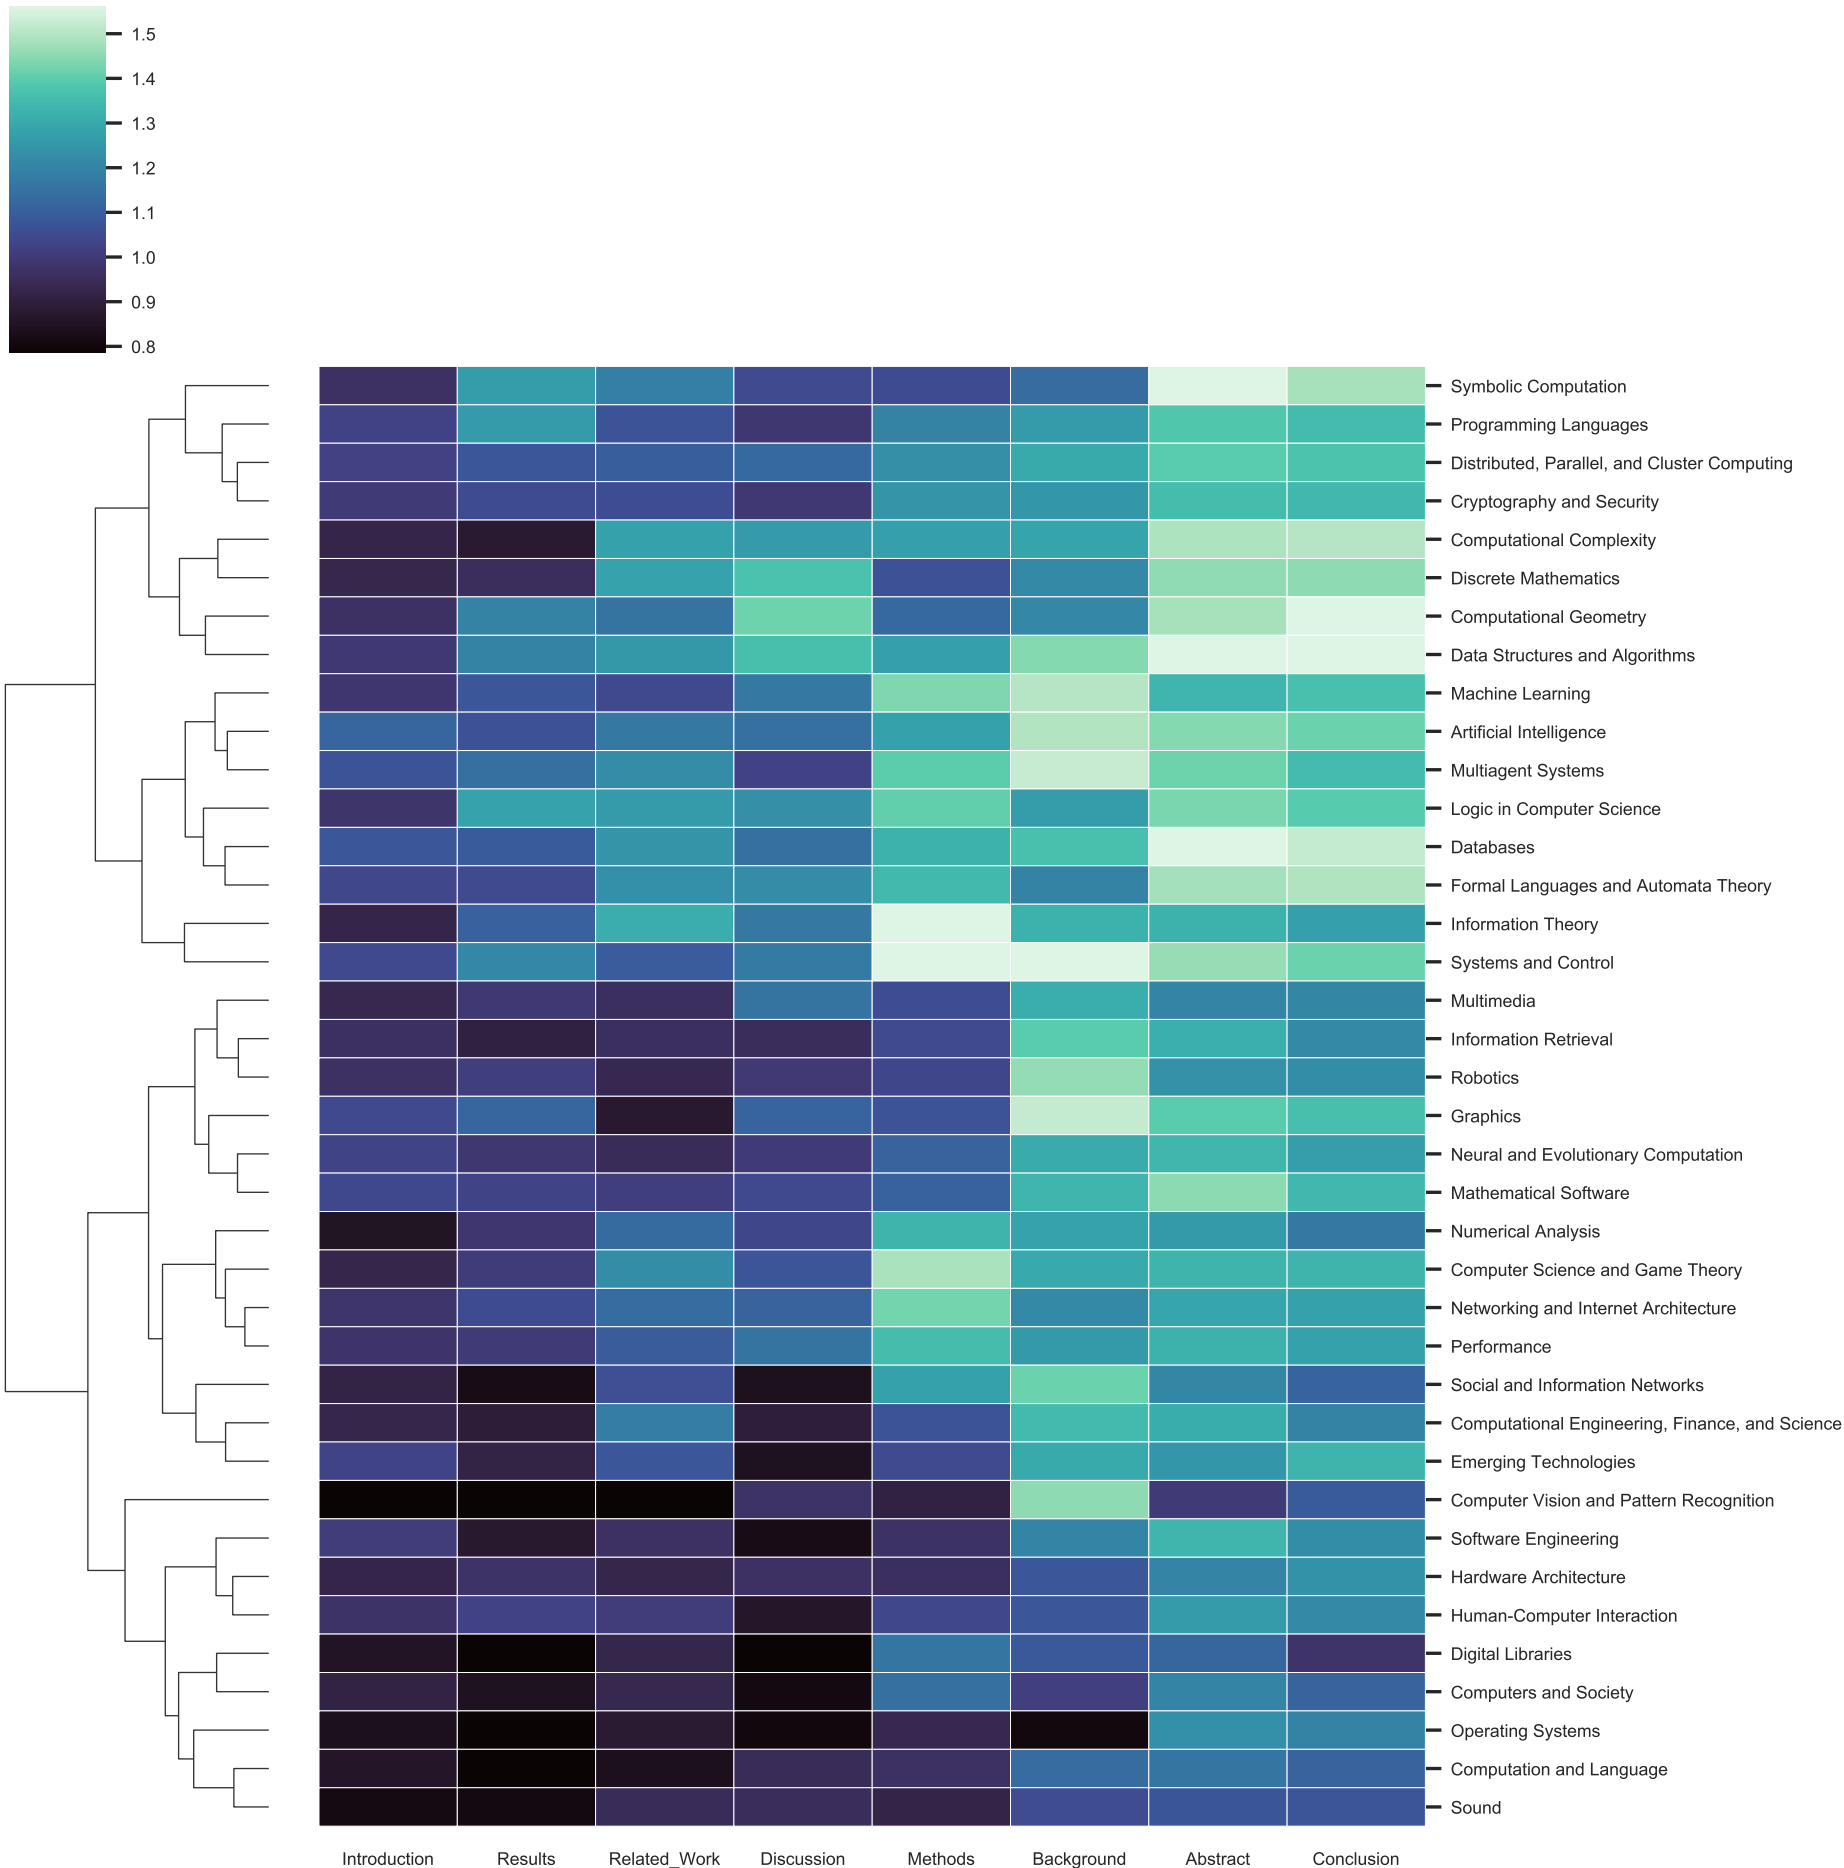 1.5
1.4
1.3
1.2
1.1
1.0
0.9
0.8
Symbolic Computation
Programming Languages
Distributed, Parallel, and Cluster Computing
Cryptography and Security
Computational Complexity
Discrete Mathematics
Computational Geometry
Data Structures and Algorithms
Machine Learning
Artificial Intelligence
Multiagent Systems
Logic in Computer Science
Databases
Formal Languages and Automata Theory
Information Theory
Systems and Control
Multimedia
Information Retrieval
Robotics
Graphics
Neural and Evolutionary Computation
Mathematical Software
Numerical Analysis
Computer Science and Game Theory
Networking and Internet Architecture
Performance
Social and Information Networks
Computational Engineering, Finance, and Science
Emerging Technologies
Computer Vision and Pattern Recognition
Software Engineering
Hardware Architecture
Human-Computer Interaction
Digital Libraries
Computers and Society
Operating Systems
Computation and Language
Sound
Introduction Results Related_Work Discussion Methods Background Abstract Conclusion